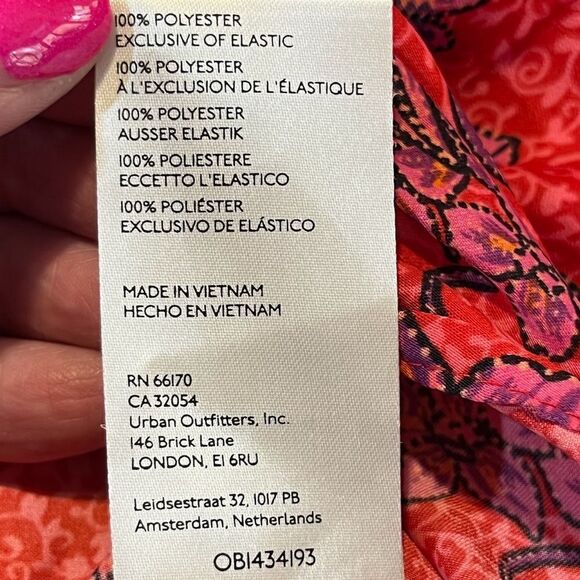 100% POLYESTER
EXCLUSIVE OF ELASTIC
100% POLYESTER
À L'EXCLUSION DE L'ÉLASTIQUE
100% POLYESTER
AUSSER ELASTIK
100% POLIESTERE
ECCETTO L'ELASTICO
100% POLIÉSTER
EXCLUSIVO DE ELÁSTICO
MADE IN VIETNAM
HECHO EN VIETNAM
RN 66170
CA 32054
Urban Outfitters, Inc.
146 Brick Lane
LONDON, E1 6RU
Leidsestraat 32, 1017 PB
Amsterdam, Netherlands
OB1434193